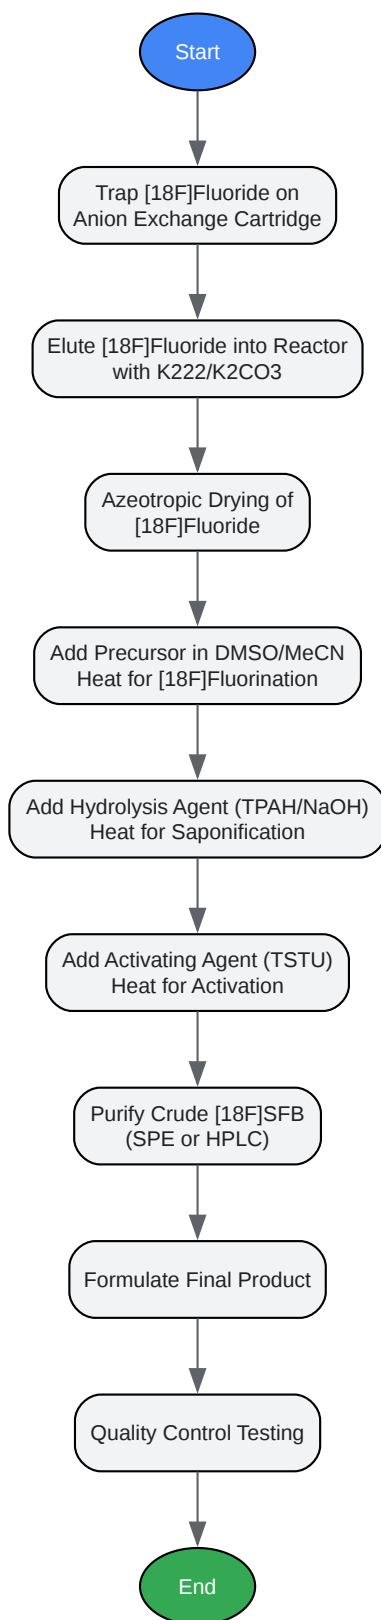 Start
Trap [18F]Fluoride on
Anion Exchange Cartridge
Elute [18F]Fluoride into Reactor
with K222/K2CO3
Azeotropic Drying of
[18F]Fluoride
Add Precursor in DMSO/MeCN
Heat for [18F]Fluorination
Add Hydrolysis Agent (TPAH/NaOH)
Heat for Saponification
Add Activating Agent (TSTU)
Heat for Activation
Purify Crude [18F]SFB
(SPE or HPLC)
Formulate Final Product
Quality Control Testing
End